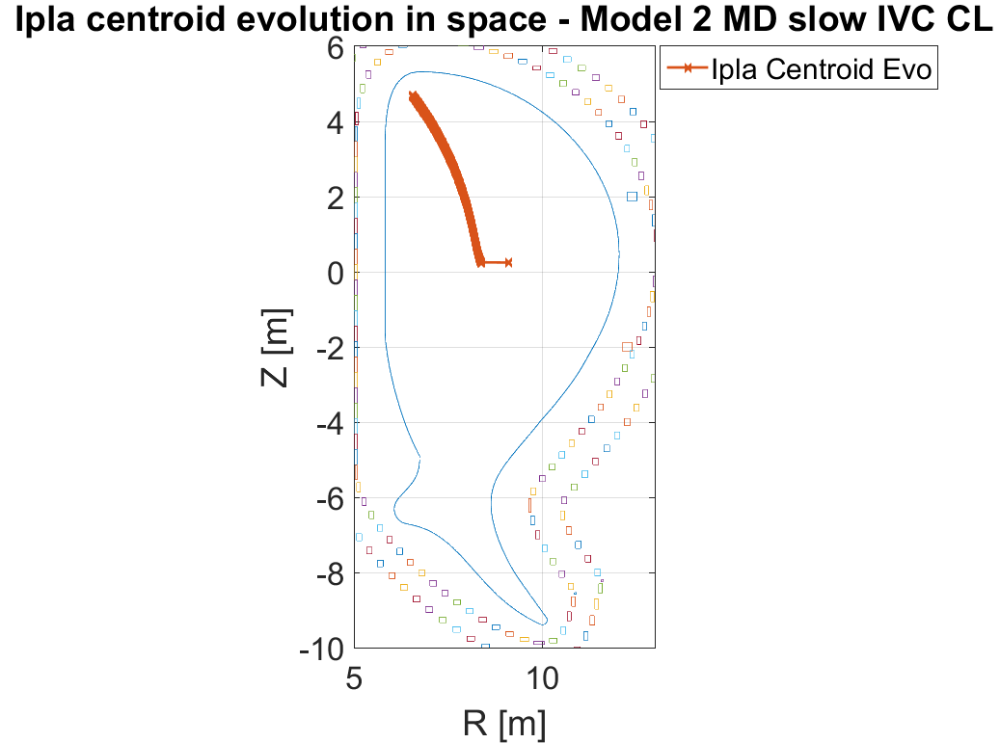 Ipla centroid evolution in space - Model 2 MD slow IVC CL
Ipla Centroid Evo
6
4
2
0
-2
-4
-6
-8
-10
Z [m]
5 10
R [m]